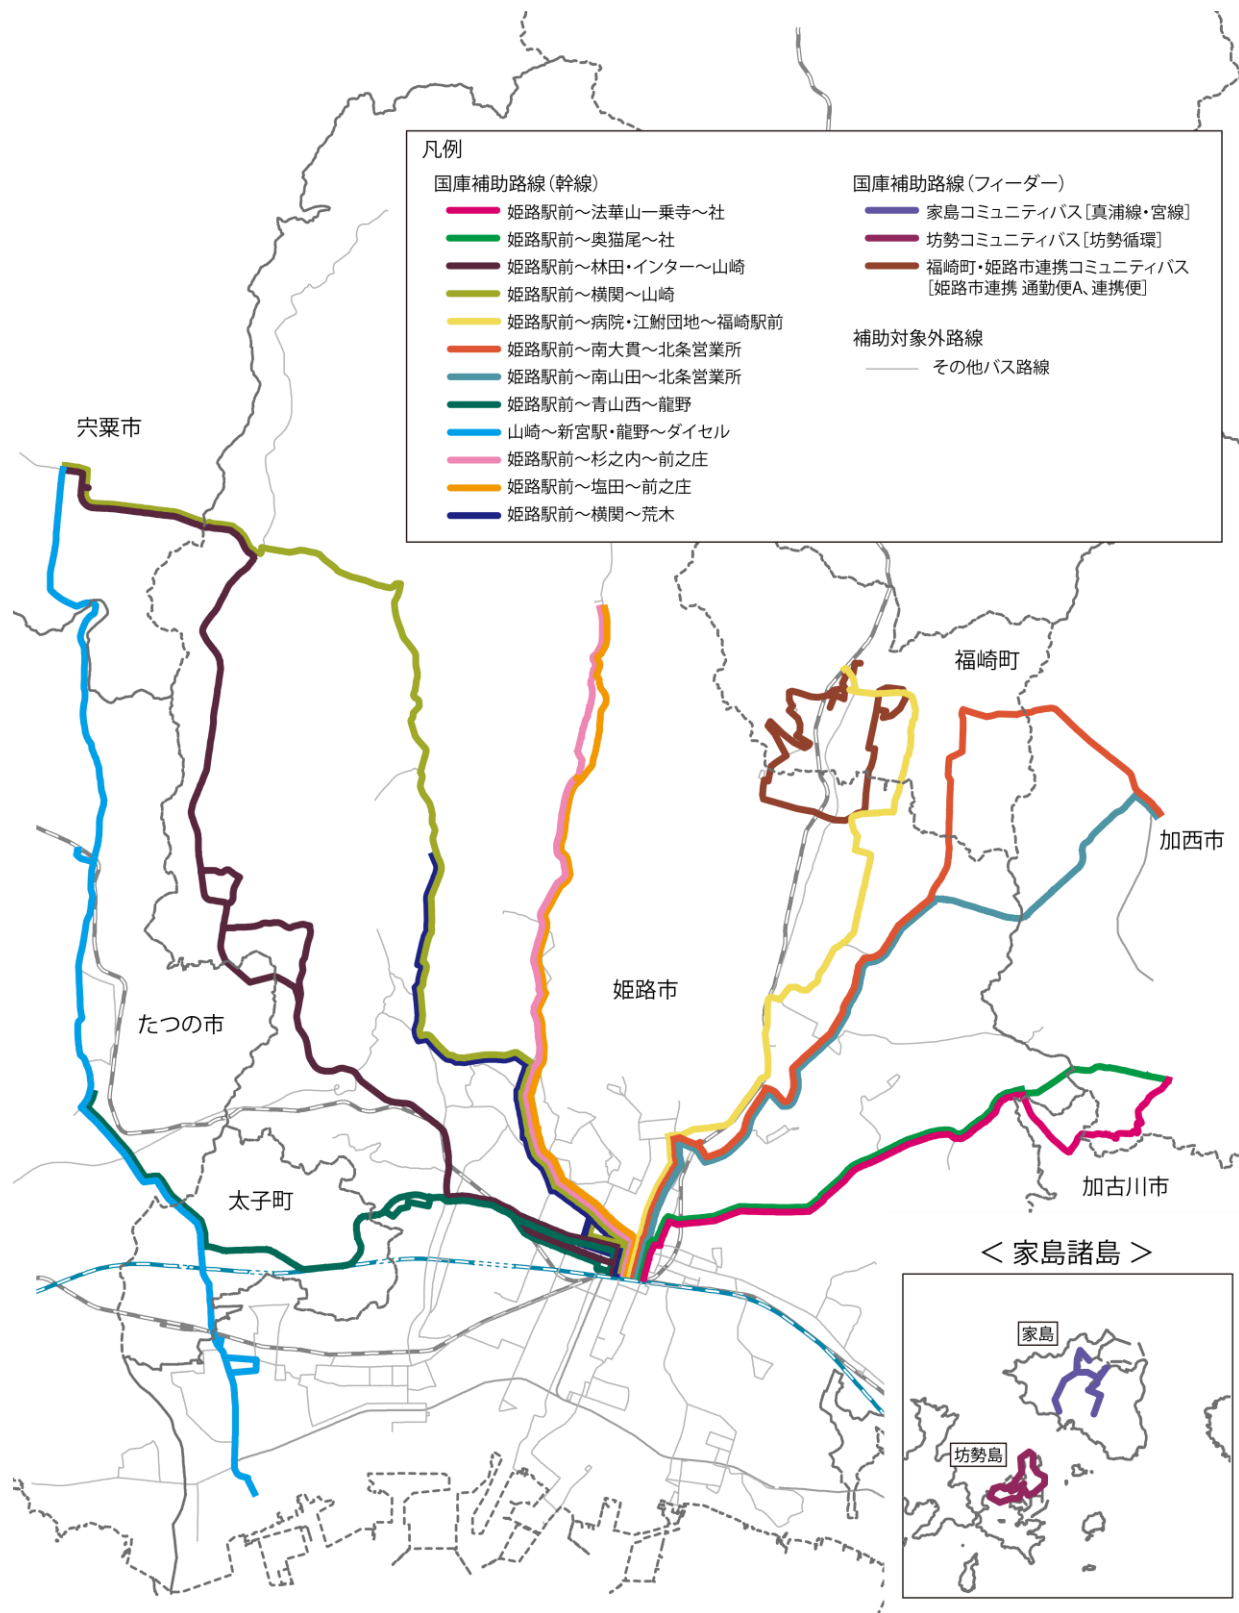 凡例
国庫補助路線（幹線）
姫路駅前～法華山一乗寺～社
姫路駅前～奥猫尾～社
姫路駅前～林田・インター～山崎
姫路駅前～横関～山崎
姫路駅前～病院・江鮒団地～福崎駅前
姫路駅前～南大貫～北条営業所
姫路駅前～南山田～北条営業所
姫路駅前～青山西～龍野
山崎～新宮駅・龍野～ダイセル
姫路駅前～杉之内～前之庄
姫路駅前～塩田～前之庄
姫路駅前～横関～荒木
国庫補助路線（フィーダー）
家島コミュニティバス［真浦線・宮線］
坊勢コミュニティバス［坊勢循環］
福崎町・姫路市連携コミュニティバス
［姫路市連携 通勤便A、連携便］
補助対象外路線
その他バス路線
宍粟市
福崎町
加西市
姫路市
たつの市
太子町
加古川市
＜ 家島諸島 ＞
家島
坊勢島